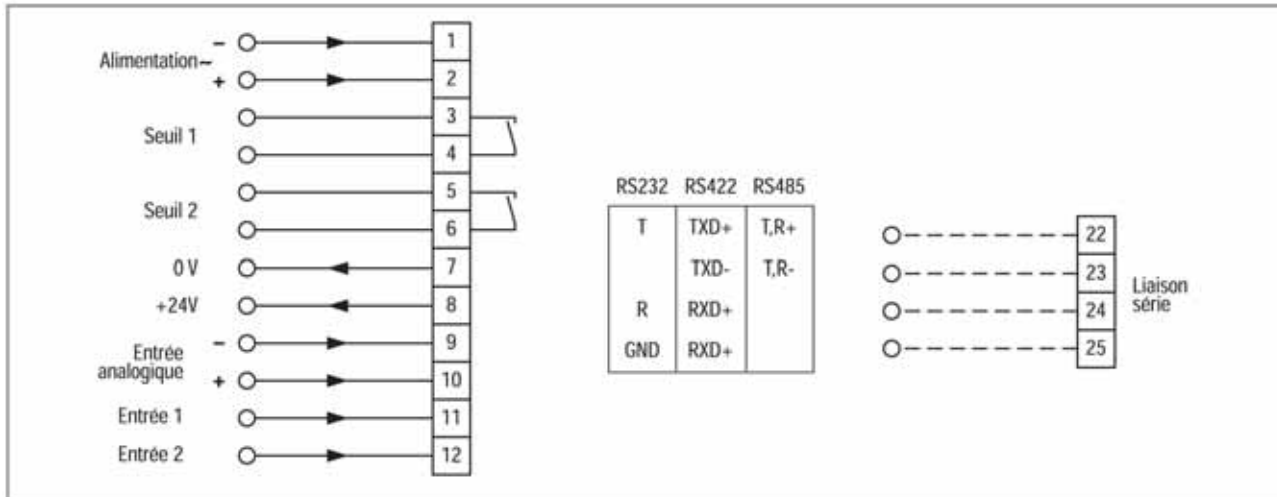 Alimentation~
-
+
1
2
Seuil 1
3
4
Seuil 2
5
6
0 V
7
+24V
8
Entrée
analogique
-
+
9
10
Entrée 1
11
Entrée 2
12
RS232 RS422 RS485
T TXD+ T,R+
TXD- T,R-
R RXD+
GND RXD+
22
23
24
25
Liaison
série